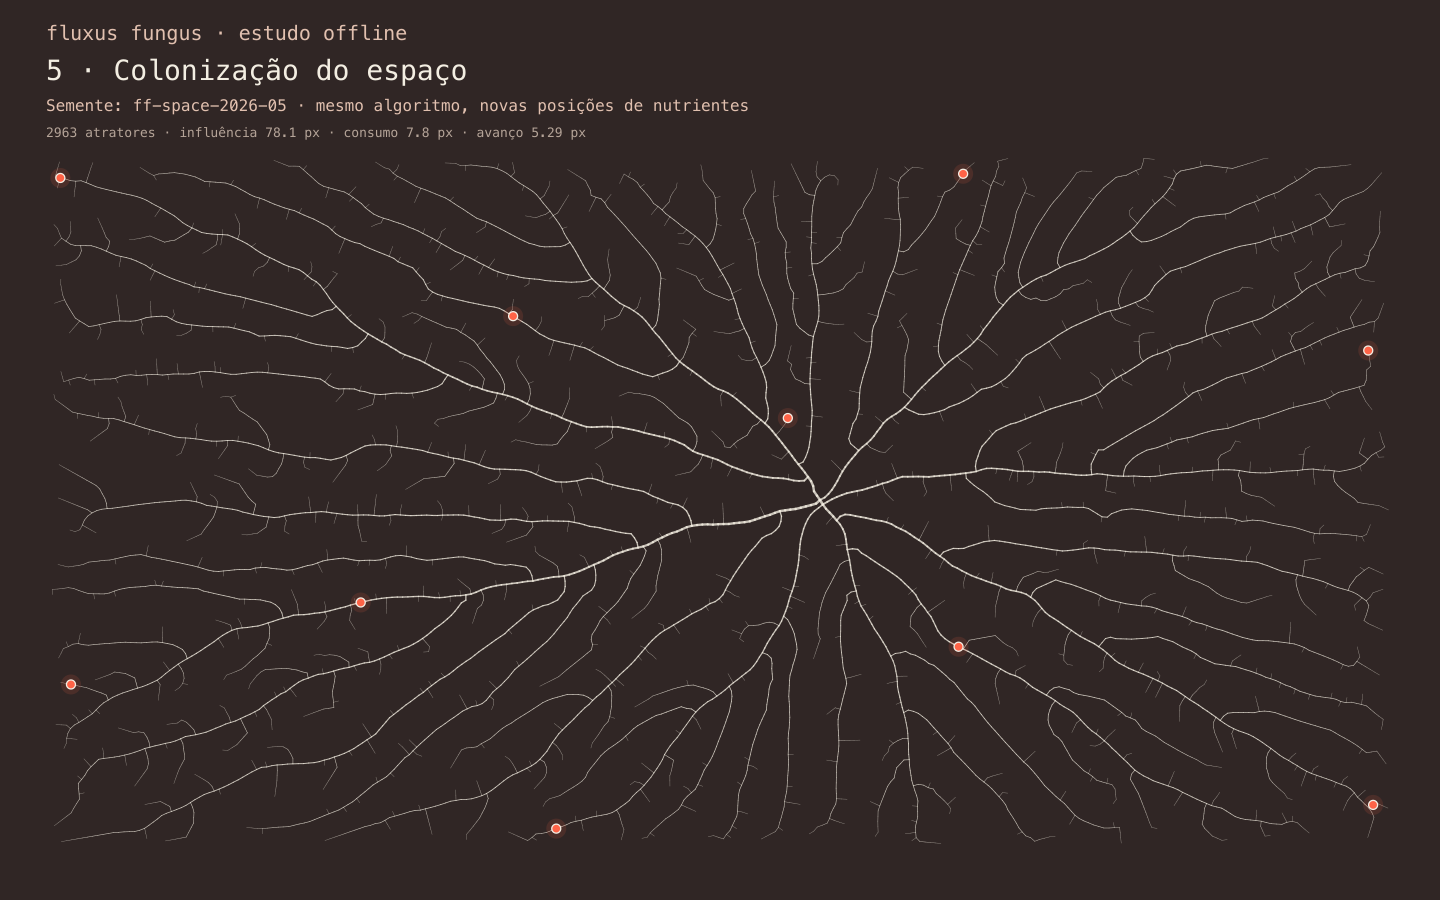 fluxus fungus · estudo offline
5 · Colonização do espaço
Semente: ff-space-2026-05 · mesmo algoritmo, novas posições de nutrientes
2963 atratores · influência 78.1 px · consumo 7.8 px · avanço 5.29 px